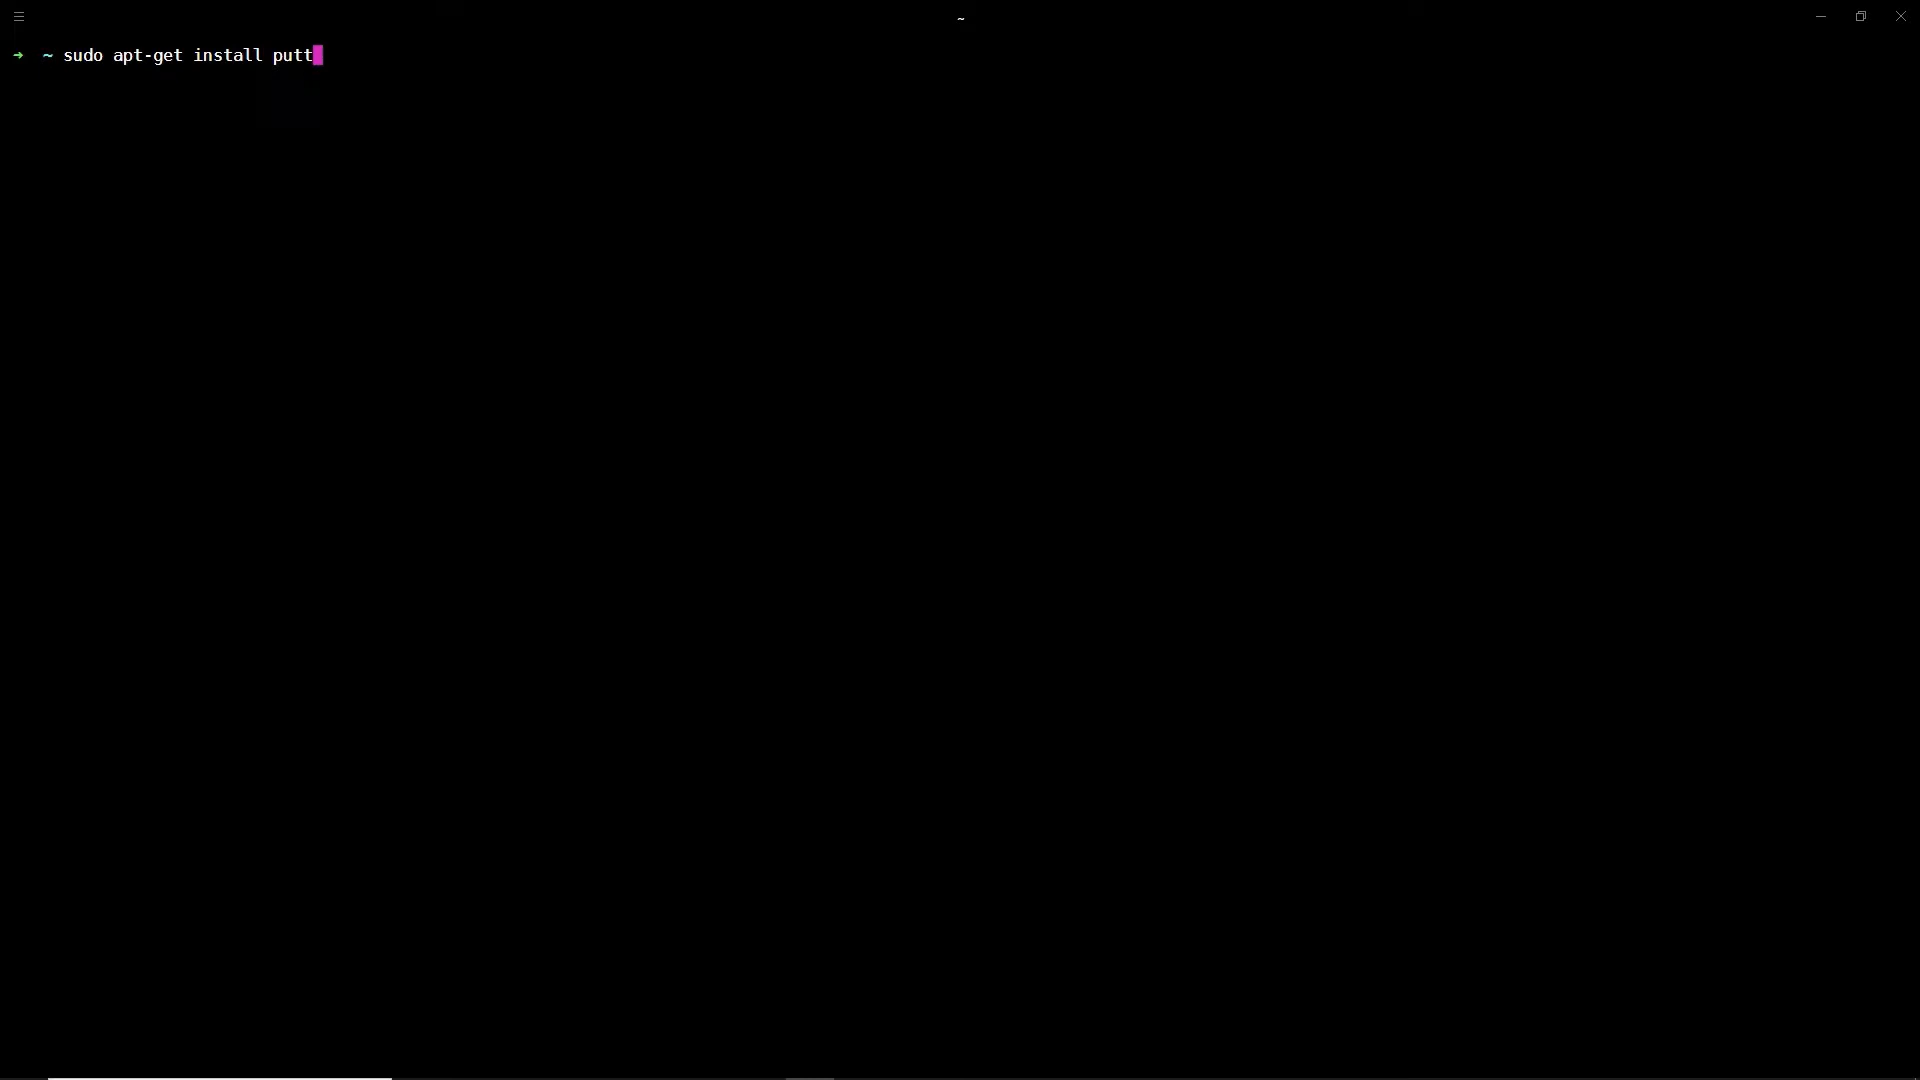 ~
➜ ~ sudo apt-get install putt